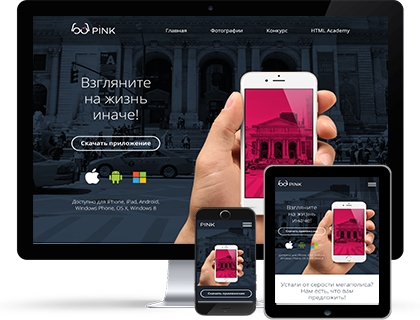 PiNK
Главная Фотографии Конкурс HTML Academy
Взгляните
на жизнь
иначе!
Скачать приложение
Доступно для iPhone, iPad, Android,
Windows Phone, OS X, Windows 8
PiNK
Скачать приложение
PiNK
Взгляните
на жизнь
иначе!
Скачать приложение
Устали от серости мегаполиса?
Нам есть, что вам
предложить!